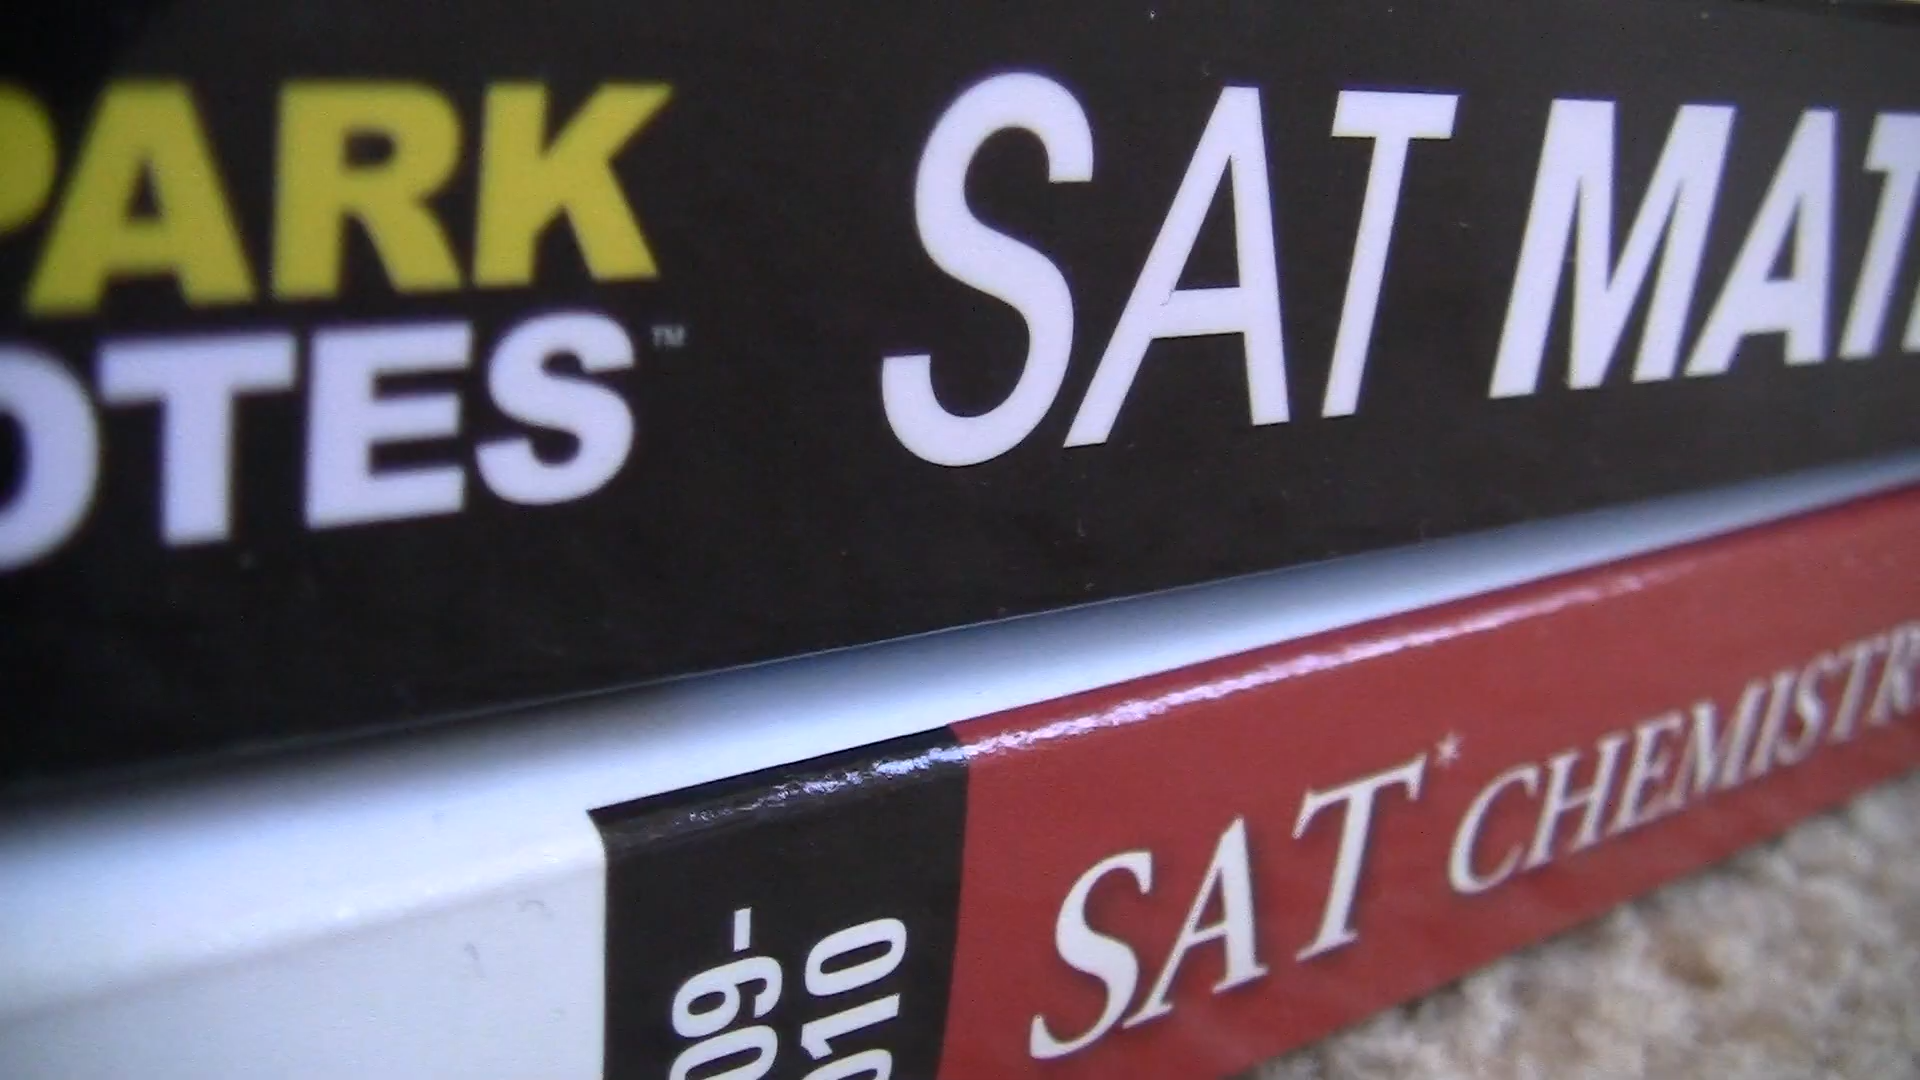 PARK
OTES™
SAT MAT
09-
010
SAT* CHEMISTR